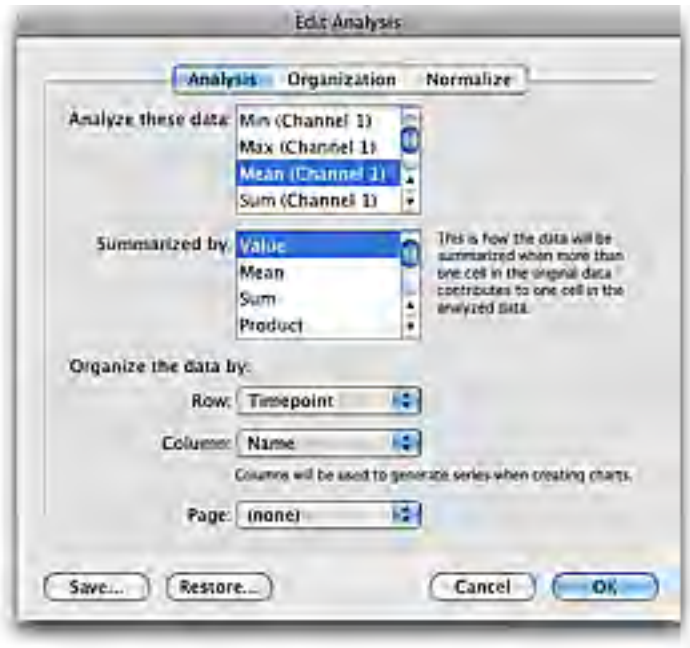 Edit Analysis
Analysis Organization Normalize
Analyze these data: Min (Channel 1)
Max (Channel 1)
Mean (Channel 1)
Sum (Channel 1)
Summarized by: Value
Mean
Sum
Product
This is how the data will be
summarized when more than
one cell in the original data
contributes to one cell in the
analyzed data.
Organize the data by:
Row: Timepoint
Column: Name
Columns will be used to generate series when creating charts.
Page: (none)
Save... Restore... Cancel OK